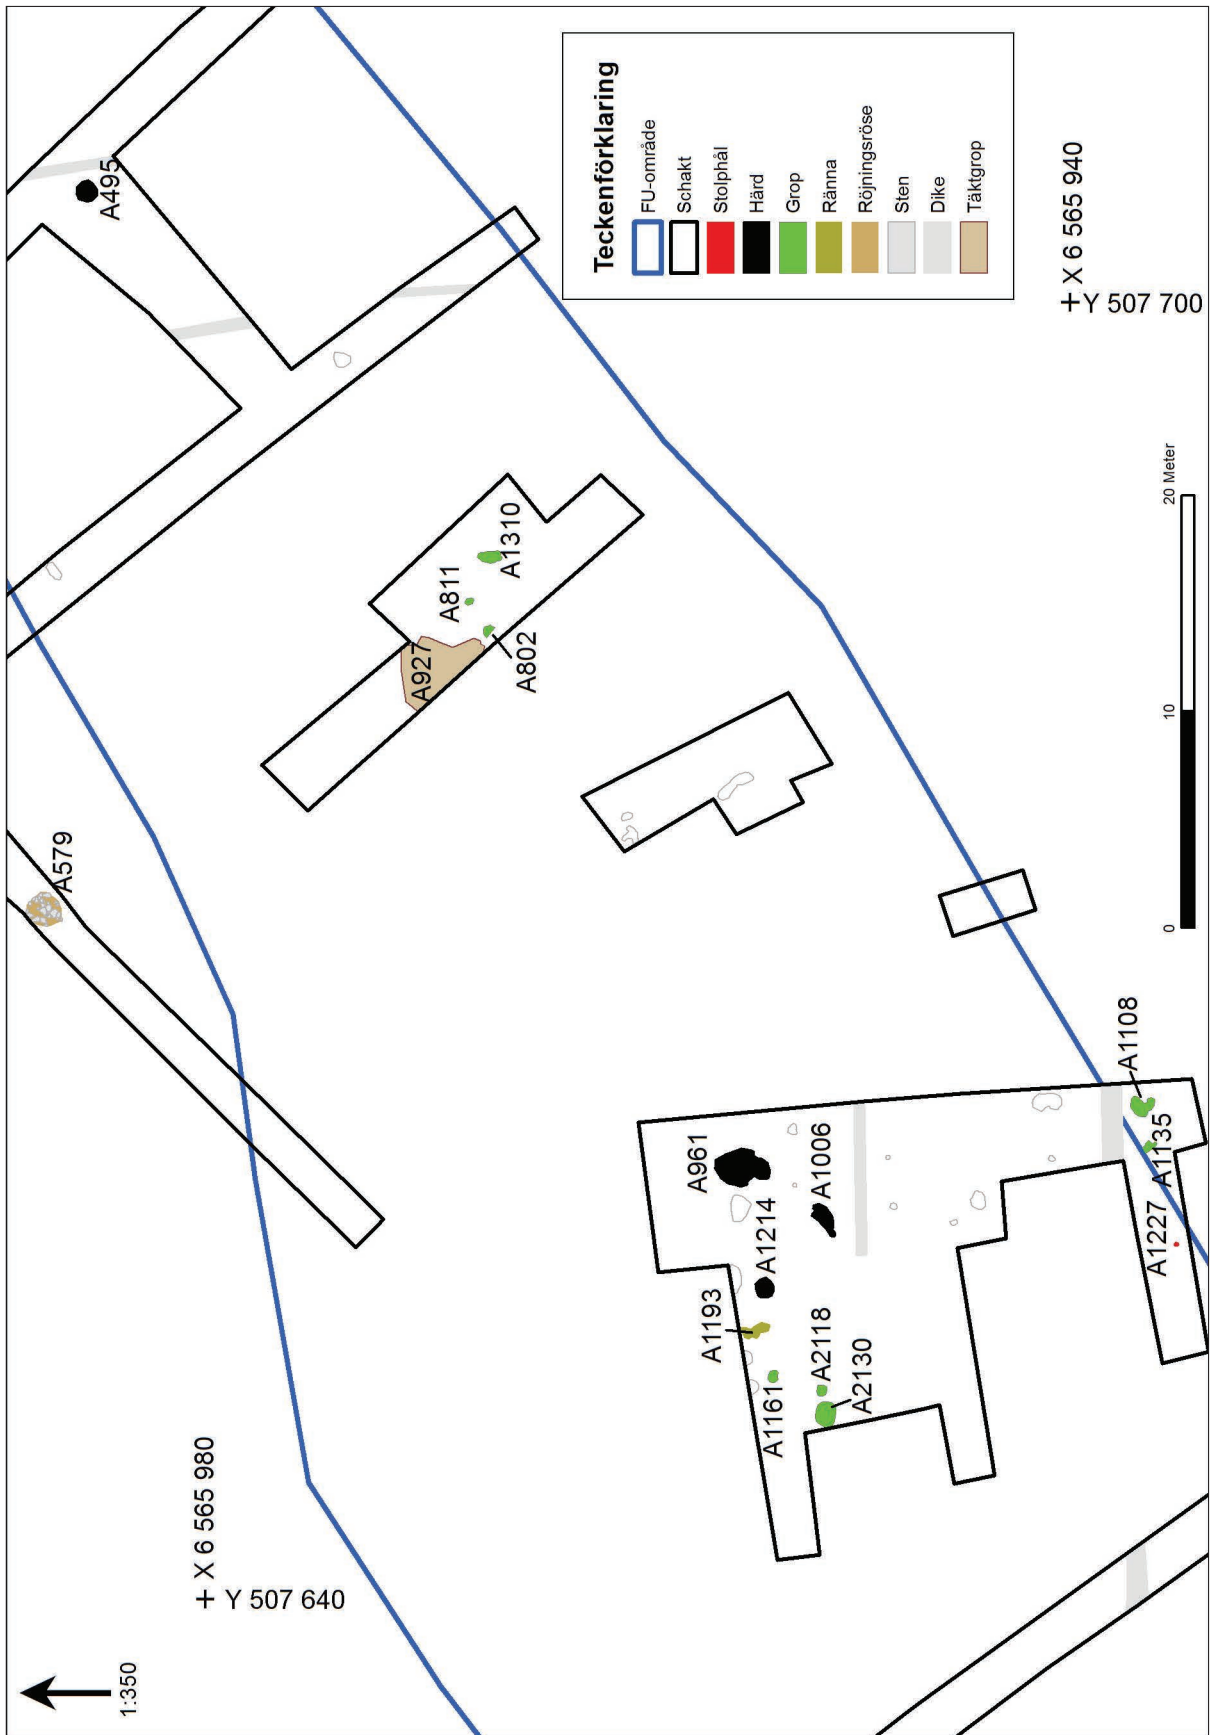 A495
A579
A811
A1310
A927
A802
Teckenförklaring
FU-område
Schakt
Stolphål
Härd
Grop
Ränna
Röjningsröse
Sten
Dike
Täktgrop
X 6 565 940
Y 507 700
0
10
20 Meter
A961
A1214
A1006
A1193
A1161
A2118
A2130
A1108
A1135
A1227
X 6 565 980
Y 507 640
1:350